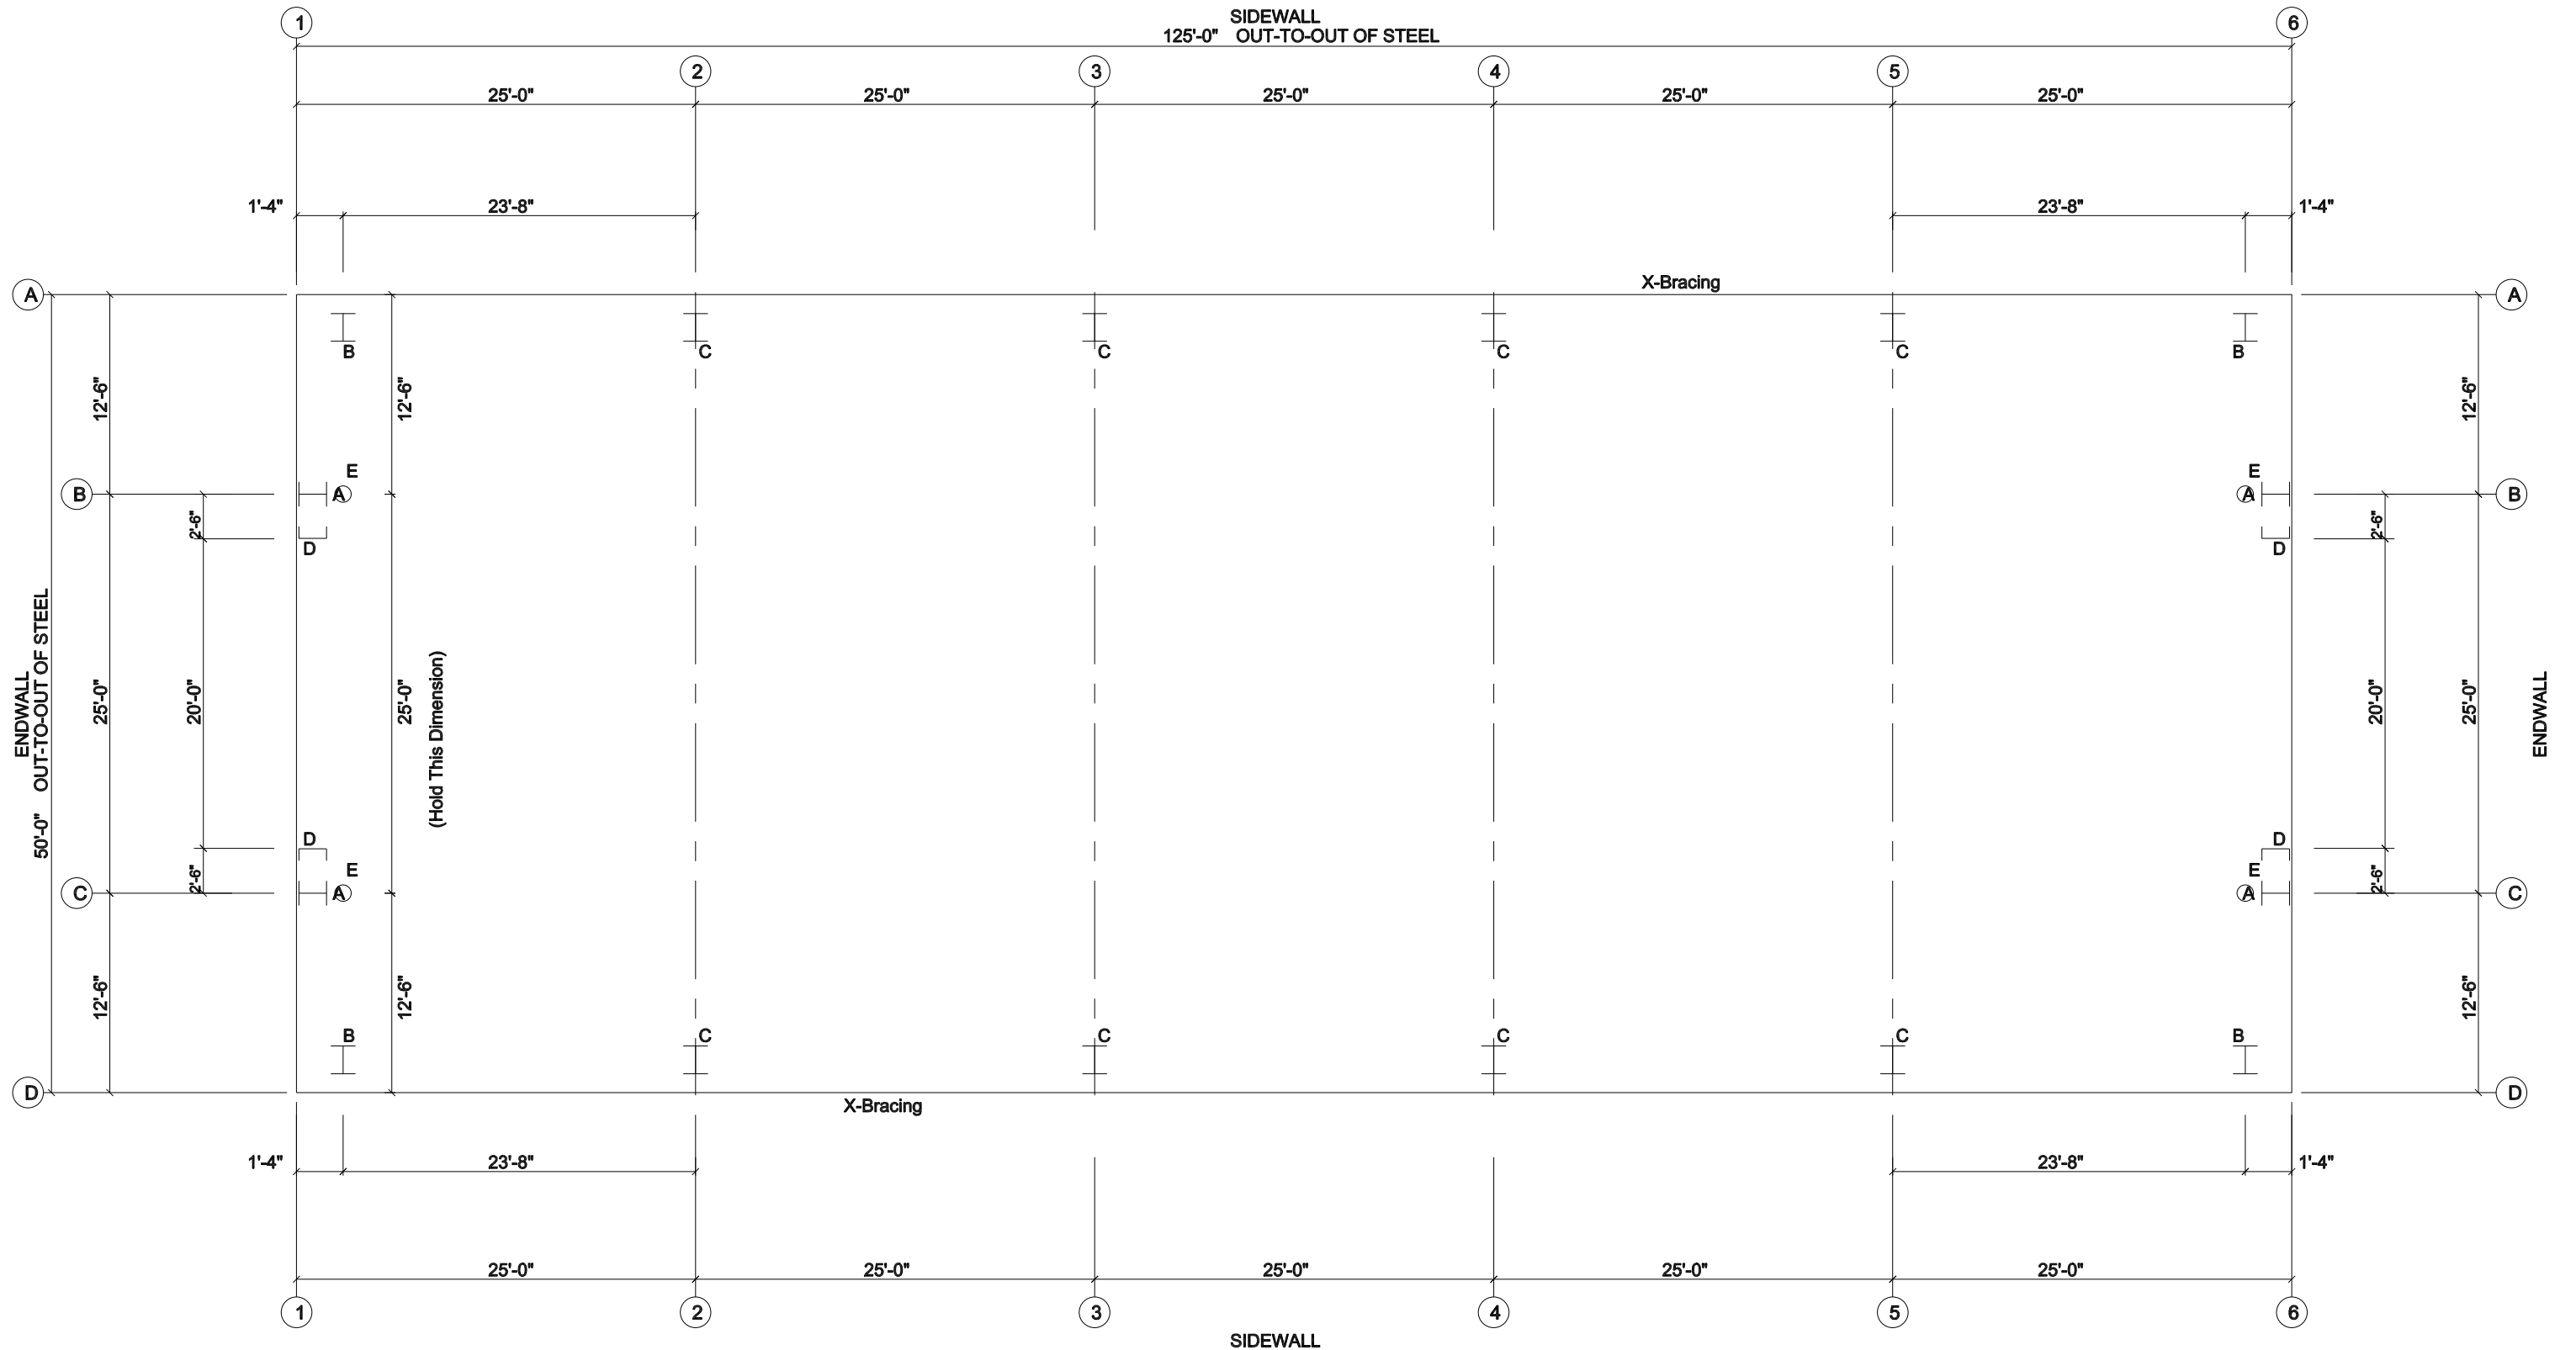 1 SIDEWALL 6
125'-0" OUT-TO-OUT OF STEEL
2 3 4 5
25'-0" 25'-0" 25'-0" 25'-0" 25'-0"
1'-4" 23'-8" 23'-8" 1'-4"
X-Bracing
A A
B C C C C B
12'-6" 12'-6" 12'-6"
E E
B A A B
2'-6" 2'-6"
D D
ENDWALL
50'-0" OUT-TO-OUT OF STEEL
25'-0" 20'-0" 25'-0" 20'-0" 25'-0"
(Hold This Dimension)
ENDWALL
D D
E E
2'-6" 2'-6"
C A A C
12'-6" 12'-6" 12'-6"
B C C C C B
D D
X-Bracing
1'-4" 23'-8" 23'-8" 1'-4"
25'-0" 25'-0" 25'-0" 25'-0" 25'-0"
1 2 3 4 5 6
SIDEWALL